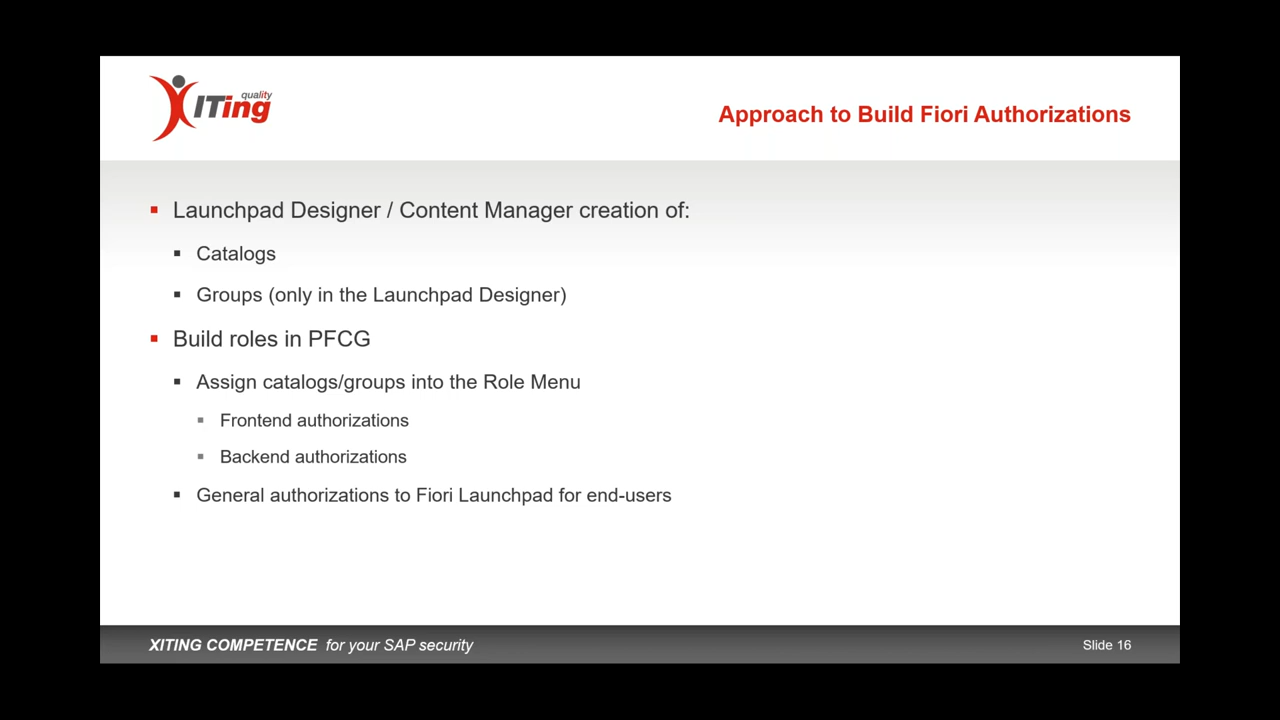 quality
XITing
Approach to Build Fiori Authorizations
Launchpad Designer / Content Manager creation of:
Catalogs
Groups (only in the Launchpad Designer)
Build roles in PFCG
Assign catalogs/groups into the Role Menu
Frontend authorizations
Backend authorizations
General authorizations to Fiori Launchpad for end-users
XITING COMPETENCE for your SAP security
Slide 16